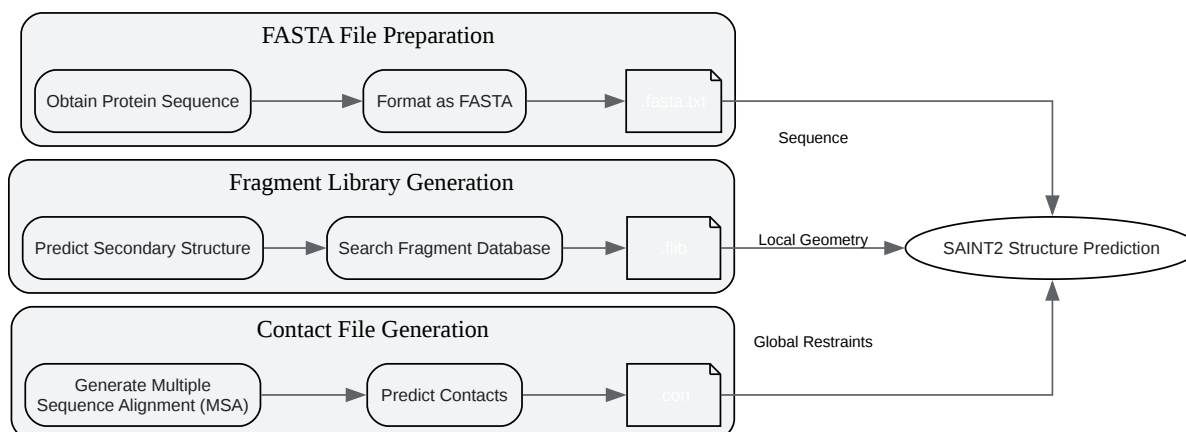 FASTA File Preparation
Obtain Protein Sequence
Format as FASTA
.fasta.txt
Sequence
Fragment Library Generation
Predict Secondary Structure
Search Fragment Database
.flib
Local Geometry
SAINT2 Structure Prediction
Contact File Generation
Global Restraints
Generate Multiple
Sequence Alignment (MSA)
Predict Contacts
.con